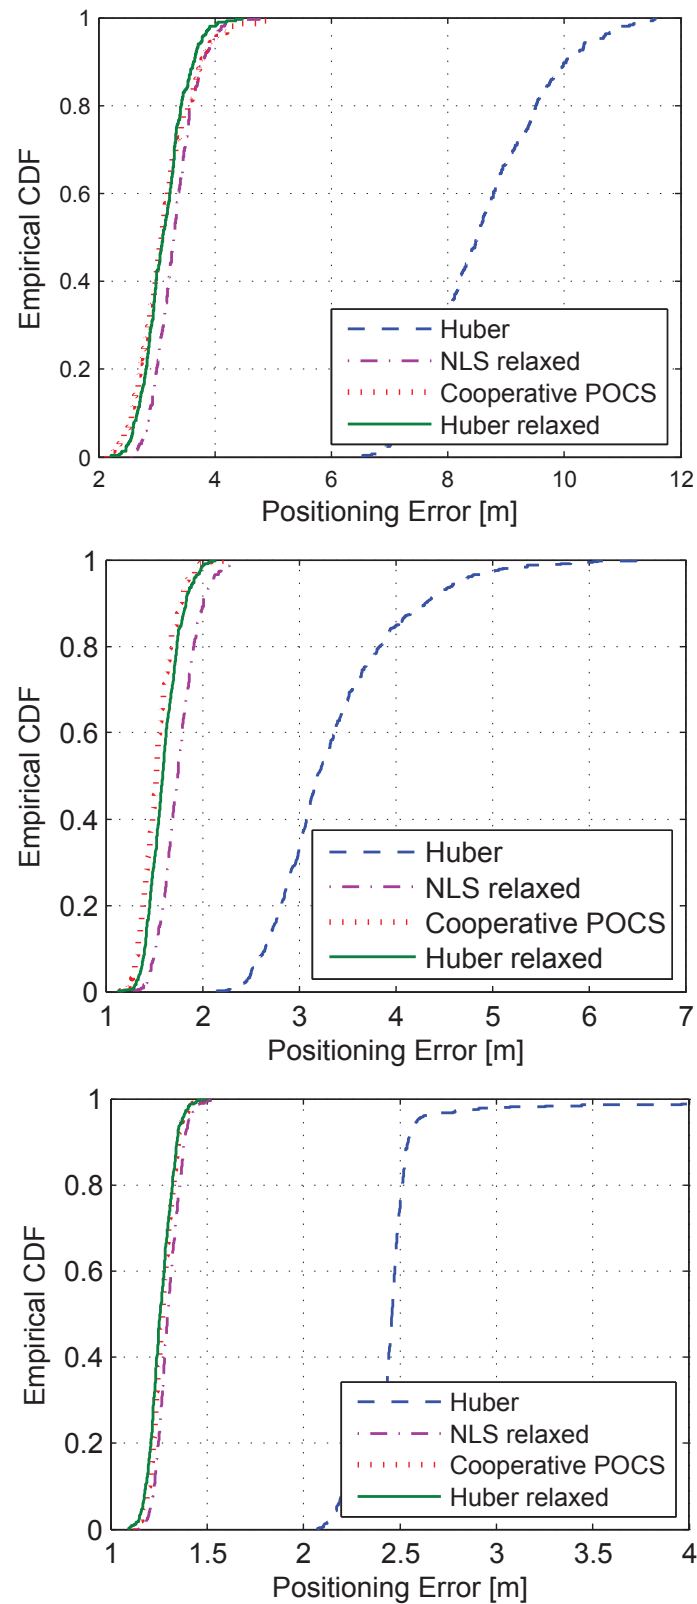 1
0.8
0.6
0.4
0.2
0
Empirical CDF
Huber
NLS relaxed
Cooperative POCS
Huber relaxed
2 4 6 8 10 12
Positioning Error [m]
1
0.8
0.6
0.4
0.2
0
Empirical CDF
Huber
NLS relaxed
Cooperative POCS
Huber relaxed
1 2 3 4 5 6 7
Positioning Error [m]
1
0.8
0.6
0.4
0.2
0
Empirical CDF
Huber
NLS relaxed
Cooperative POCS
Huber relaxed
1 1.5 2 2.5 3 3.5 4
Positioning Error [m]